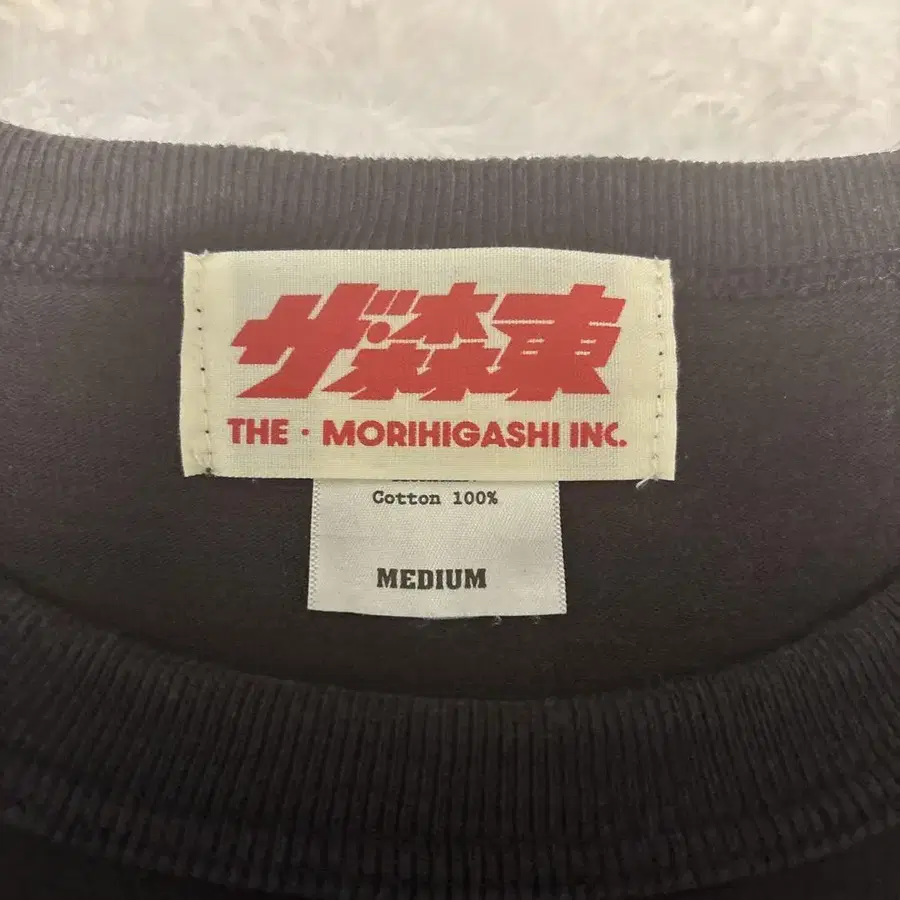 ザ・森東
THE・MORIHIGASHI INC.
Cotton 100%
MEDIUM